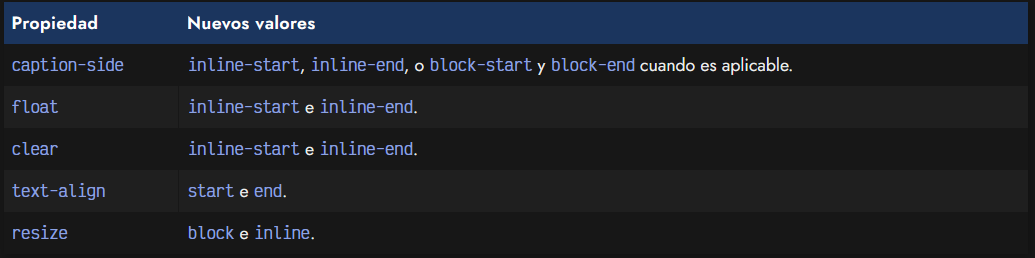 Propiedad Nuevos valores
caption-side inline-start, inline-end, o block-start y block-end cuando es aplicable.
float inline-start e inline-end.
clear inline-start e inline-end.
text-align start e end.
resize block e inline.